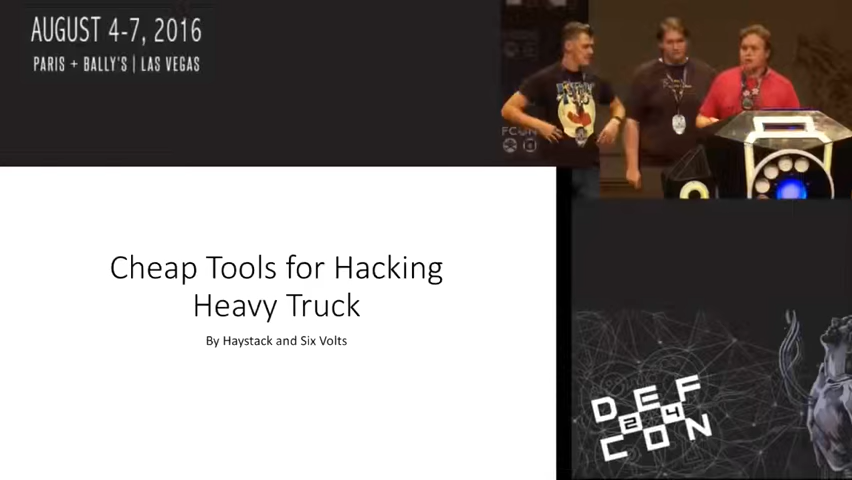 AUGUST 4-7, 2016
PARIS + BALLY'S | LAS VEGAS
FCON
Cheap Tools for Hacking
Heavy Truck
By Haystack and Six Volts
DEF
24
CON